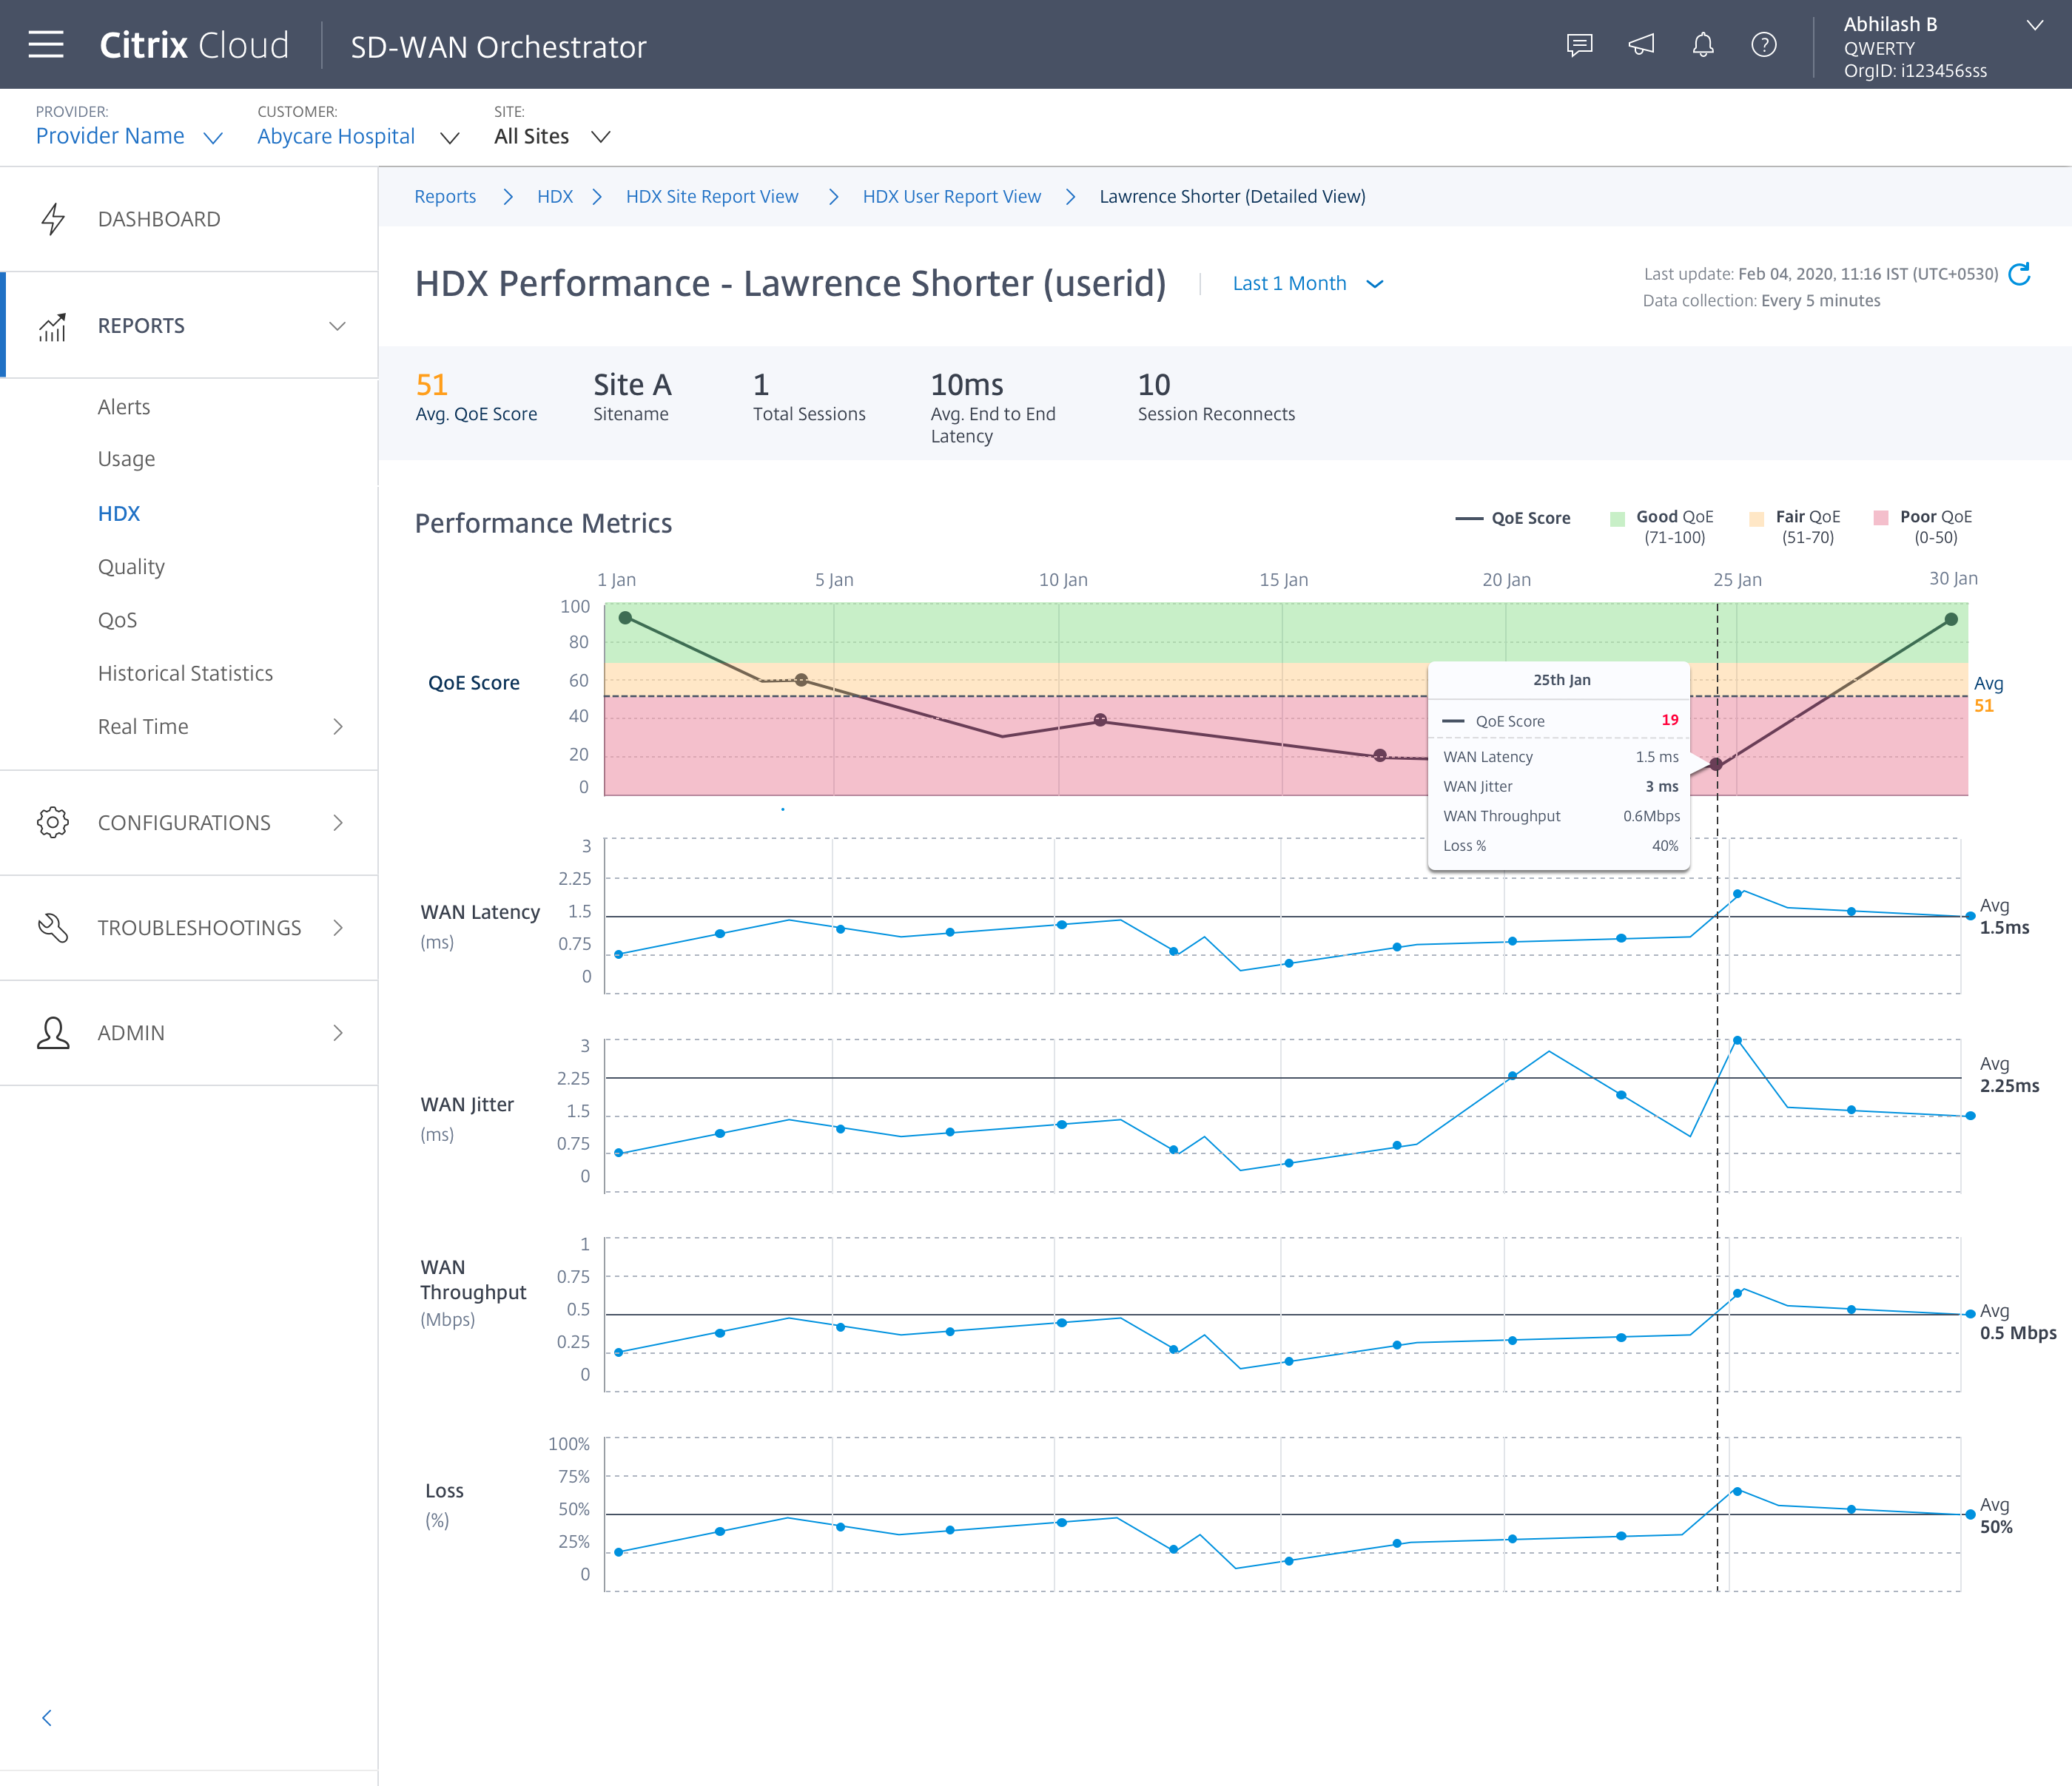 Citrix Cloud
SD-WAN Orchestrator
?
Abhilash B
QWERTY
OrgID: i123456sss
PROVIDER:
Provider Name
CUSTOMER:
Abycare Hospital
SITE:
All Sites
DASHBOARD
REPORTS
Alerts
Usage
HDX
Quality
QoS
Historical Statistics
Real Time
CONFIGURATIONS
TROUBLESHOOTINGS
ADMIN
Reports
HDX
HDX Site Report View
HDX User Report View
Lawrence Shorter (Detailed View)
HDX Performance - Lawrence Shorter (userid)
Last 1 Month
Last update: Feb 04, 2020, 11:16 IST (UTC+0530)
Data collection: Every 5 minutes
51
Avg. QoE Score
Site A
Sitename
1
Total Sessions
10ms
Avg. End to End
Latency
10
Session Reconnects
Performance Metrics
QoE Score
Good QoE
(71-100)
Fair QoE
(51-70)
Poor QoE
(0-50)
1 Jan
5 Jan
10 Jan
15 Jan
20 Jan
25 Jan
30 Jan
QoE Score
100
80
60
40
20
0
Avg
51
25th Jan
QoE Score 19
WAN Latency 1.5 ms
WAN Jitter 3 ms
WAN Throughput 0.6Mbps
Loss % 40%
WAN Latency
(ms)
3
2.25
1.5
0.75
0
Avg
1.5ms
WAN Jitter
(ms)
3
2.25
1.5
0.75
0
Avg
2.25ms
WAN
Throughput
(Mbps)
1
0.75
0.5
0.25
0
Avg
0.5 Mbps
Loss
(%)
100%
75%
50%
25%
0
Avg
50%